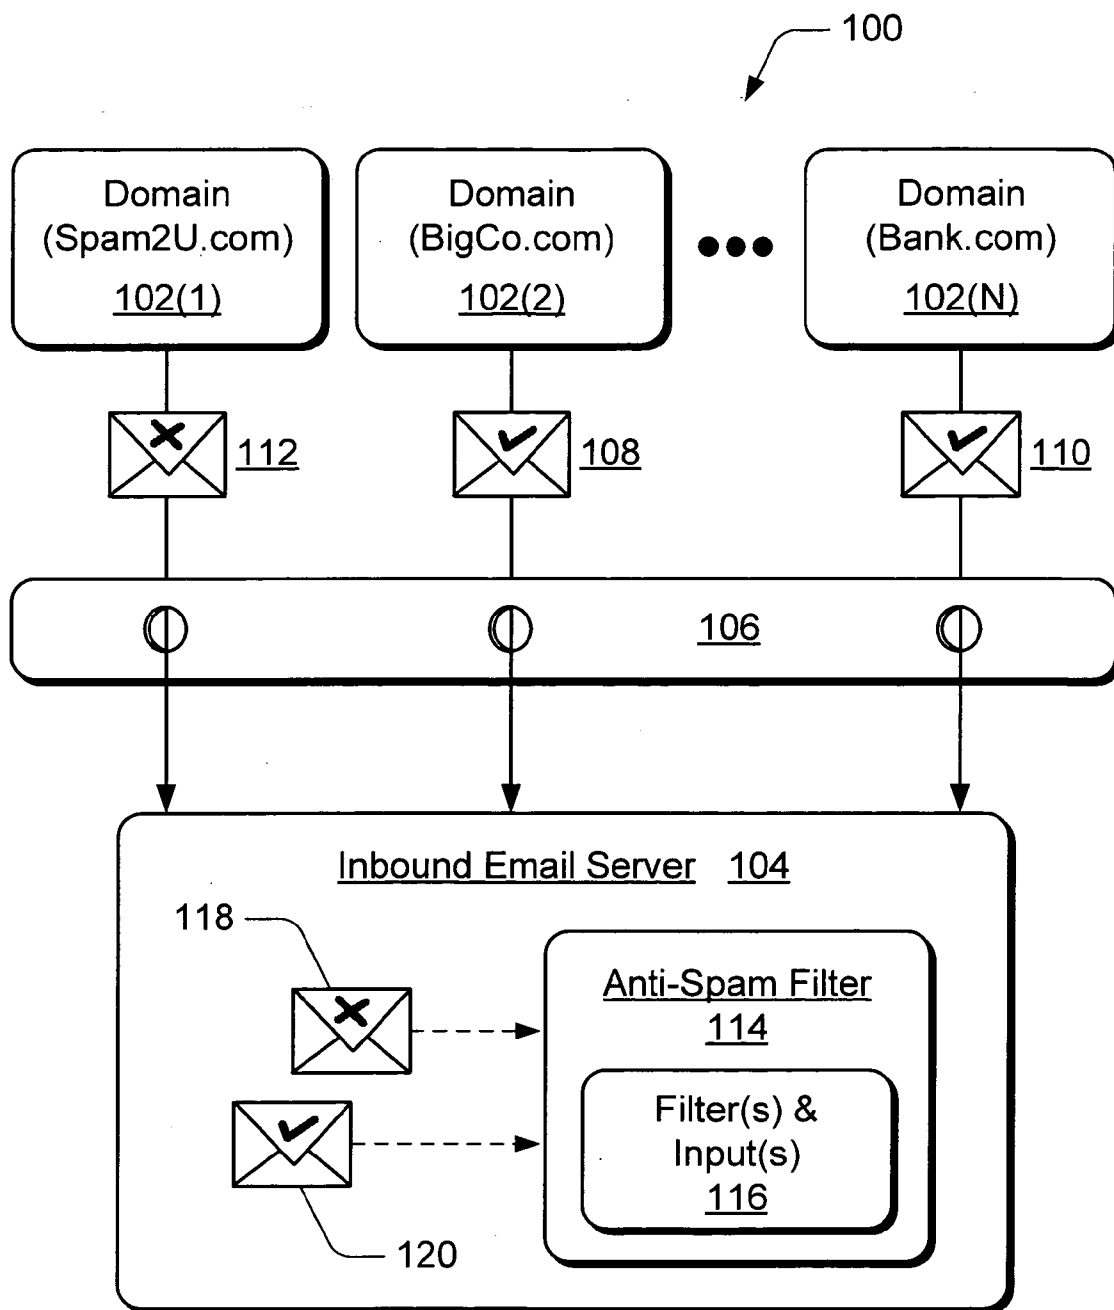 100
Domain
(Spam2U.com)
102(1)
Domain
(BigCo.com)
102(2)
Domain
(Bank.com)
102(N)
112
108
110
106
Inbound Email Server 104
118
Anti-Spam Filter
114
Filter(s) &
Input(s)
116
120